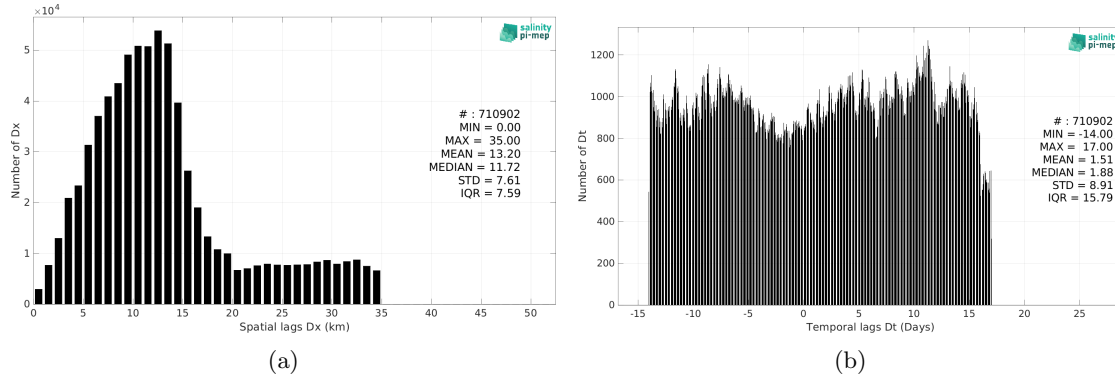 ×10⁴
salinity
pi-mep
5
4
3
2
1
0
Number of Dx
# : 710902
MIN = 0.00
MAX = 35.00
MEAN = 13.20
MEDIAN = 11.72
STD = 7.61
IQR = 7.59
0 5 10 15 20 25 30 35 40 45 50
Spatial lags Dx (km)
(a)
salinity
pi-mep
1200
1000
800
600
400
200
0
Number of Dt
# : 710902
MIN = -14.00
MAX = 17.00
MEAN = 1.51
MEDIAN = 1.88
STD = 8.91
IQR = 15.79
-15 -10 -5 0 5 10 15 20 25
Temporal lags Dt (Days)
(b)